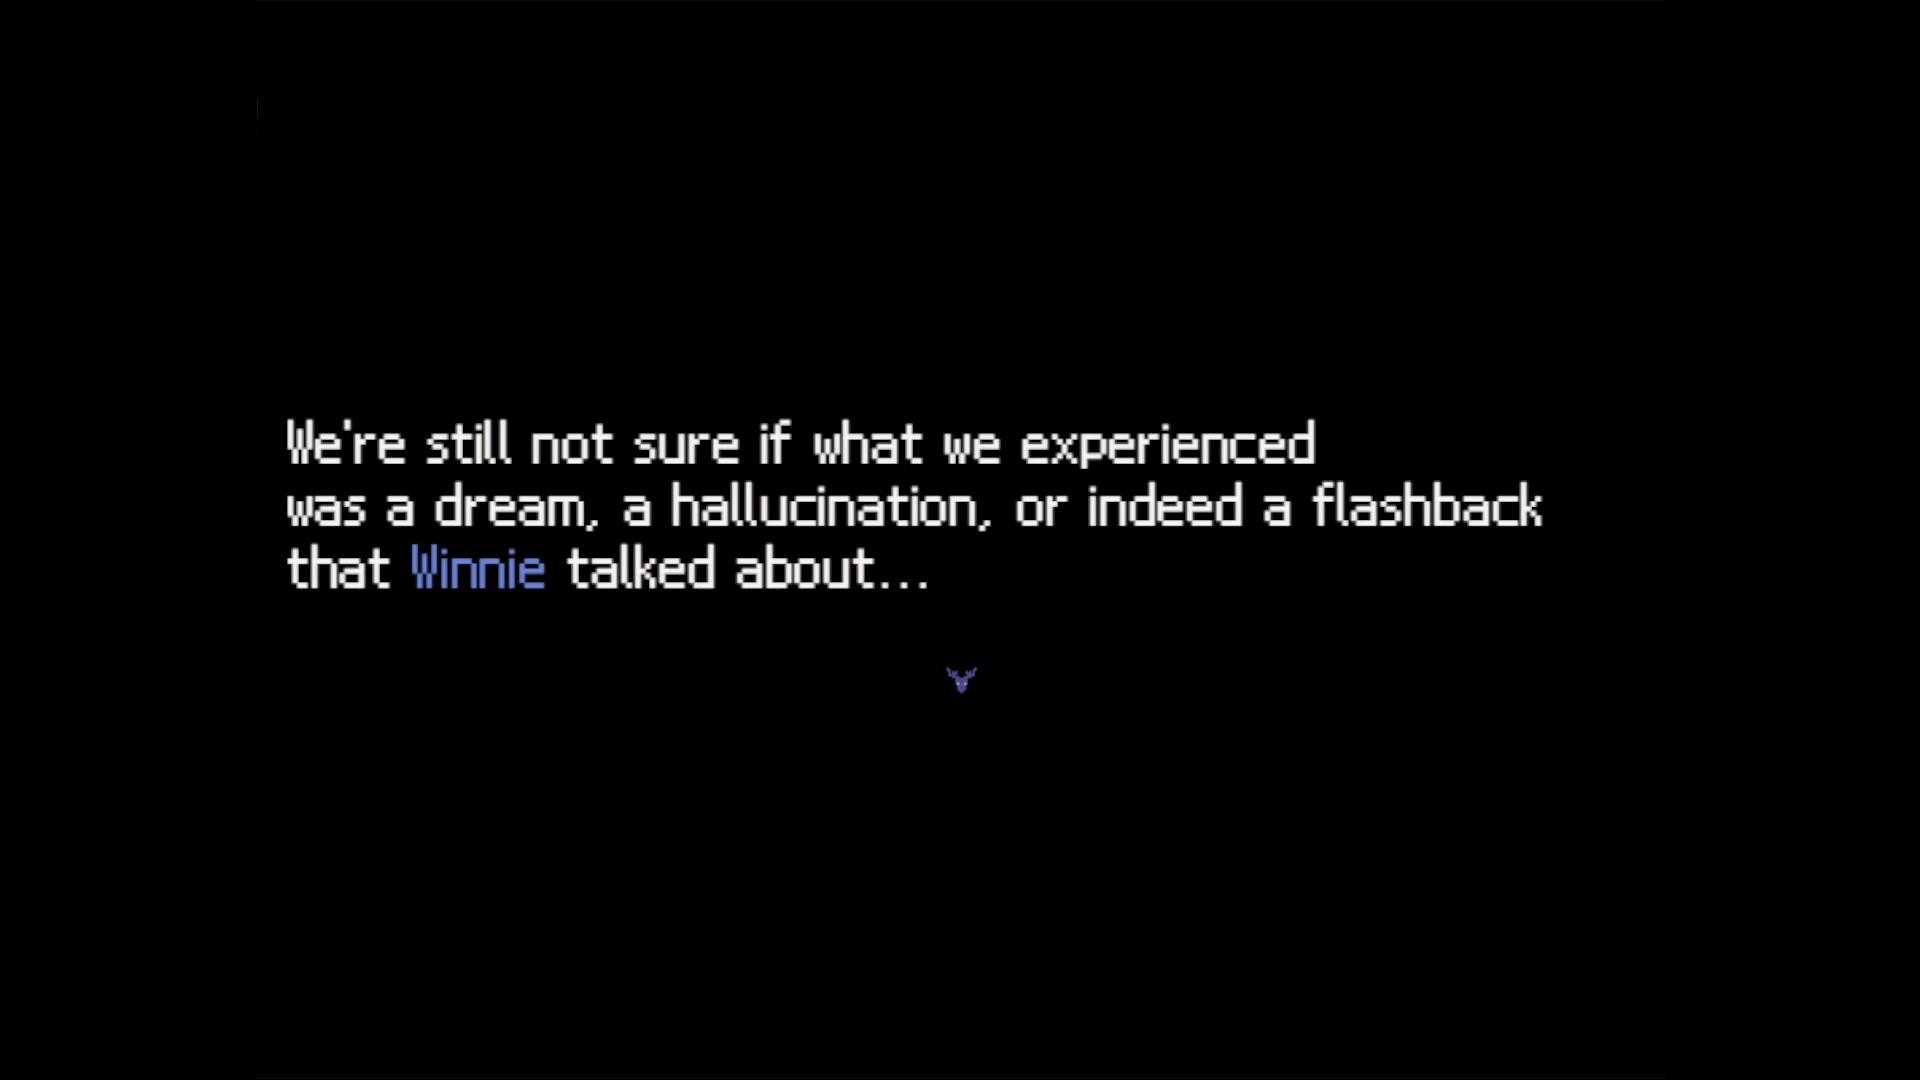 We're still not sure if what we experienced
was a dream, a hallucination, or indeed a flashback
that Winnie talked about...